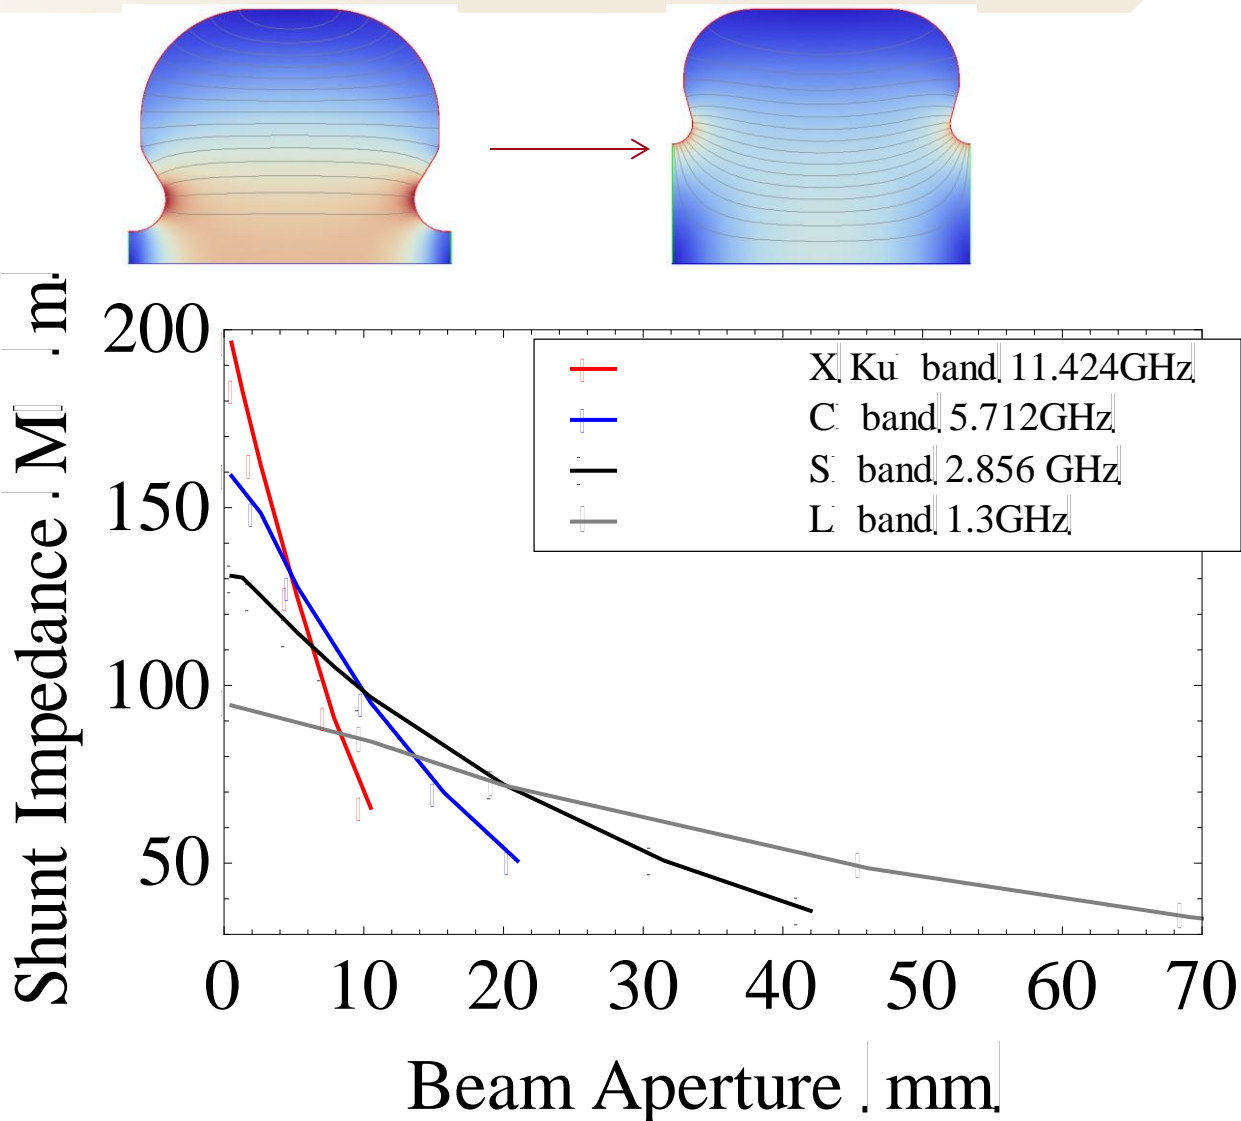 Shunt Impedance . M . m.
200
150
100
50
X Ku band 11.424GHz
C band 5.712GHz
S band 2.856 GHz
L band 1.3GHz
0 10 20 30 40 50 60 70
Beam Aperture . mm.